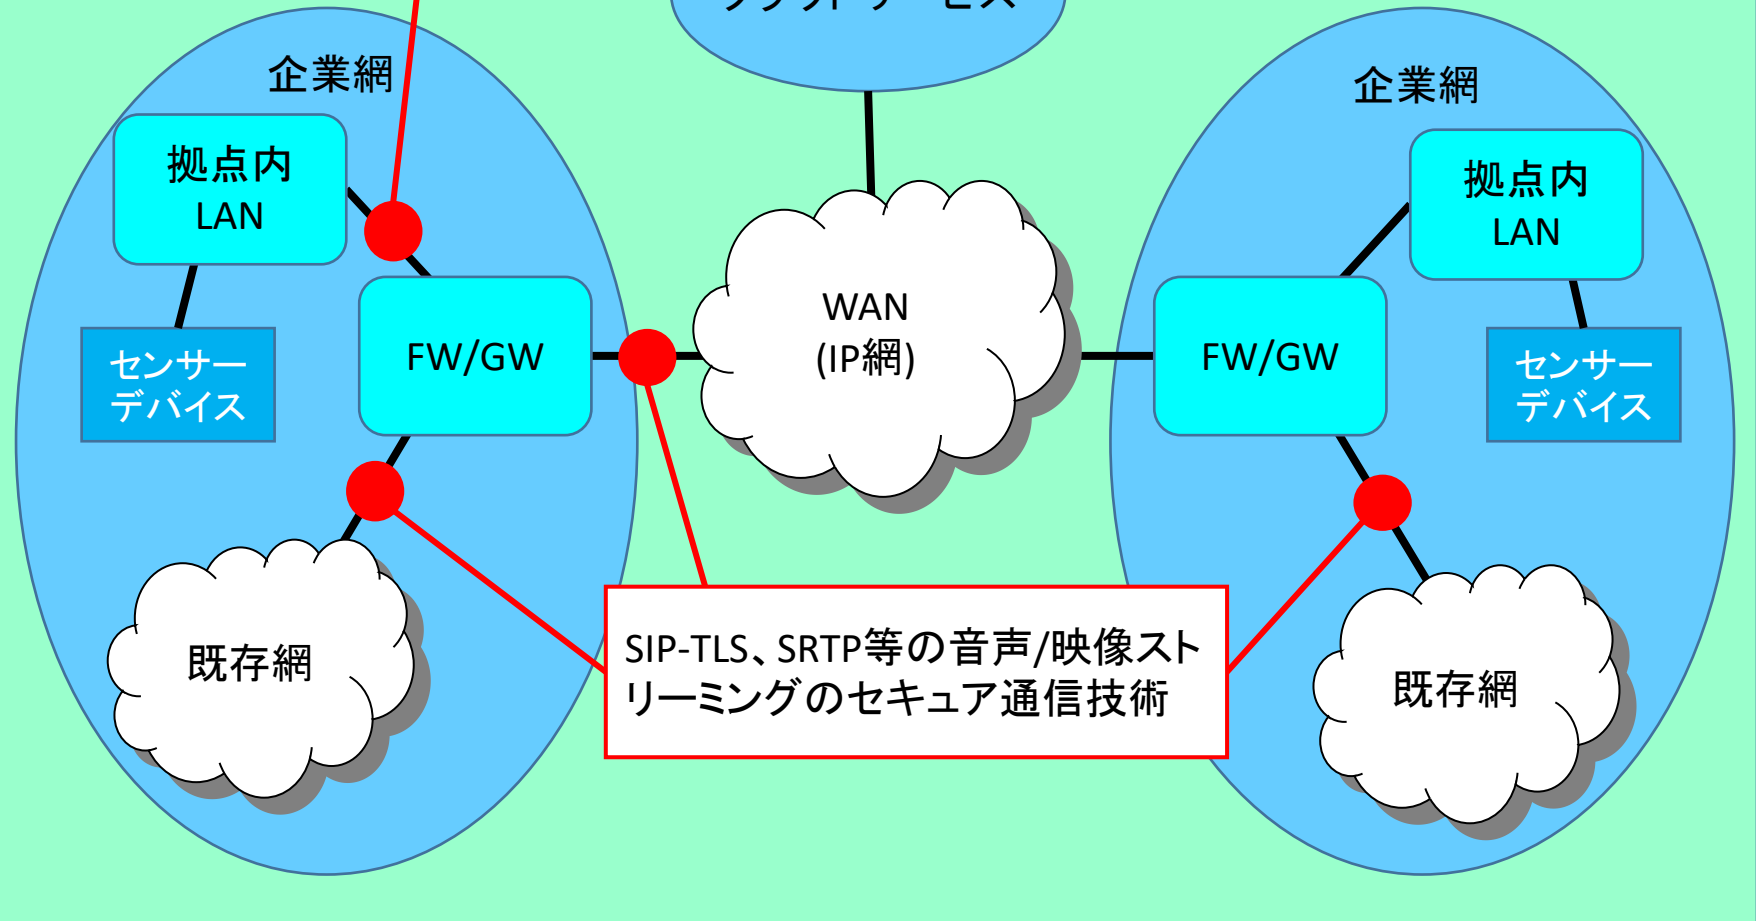 企業網
企業網
拠点内
LAN
拠点内
LAN
FW/GW
WAN
(IP網)
FW/GW
センサー
デバイス
センサー
デバイス
SIP-TLS、SRTP等の音声/映像スト
リーミングのセキュア通信技術
既存網
既存網